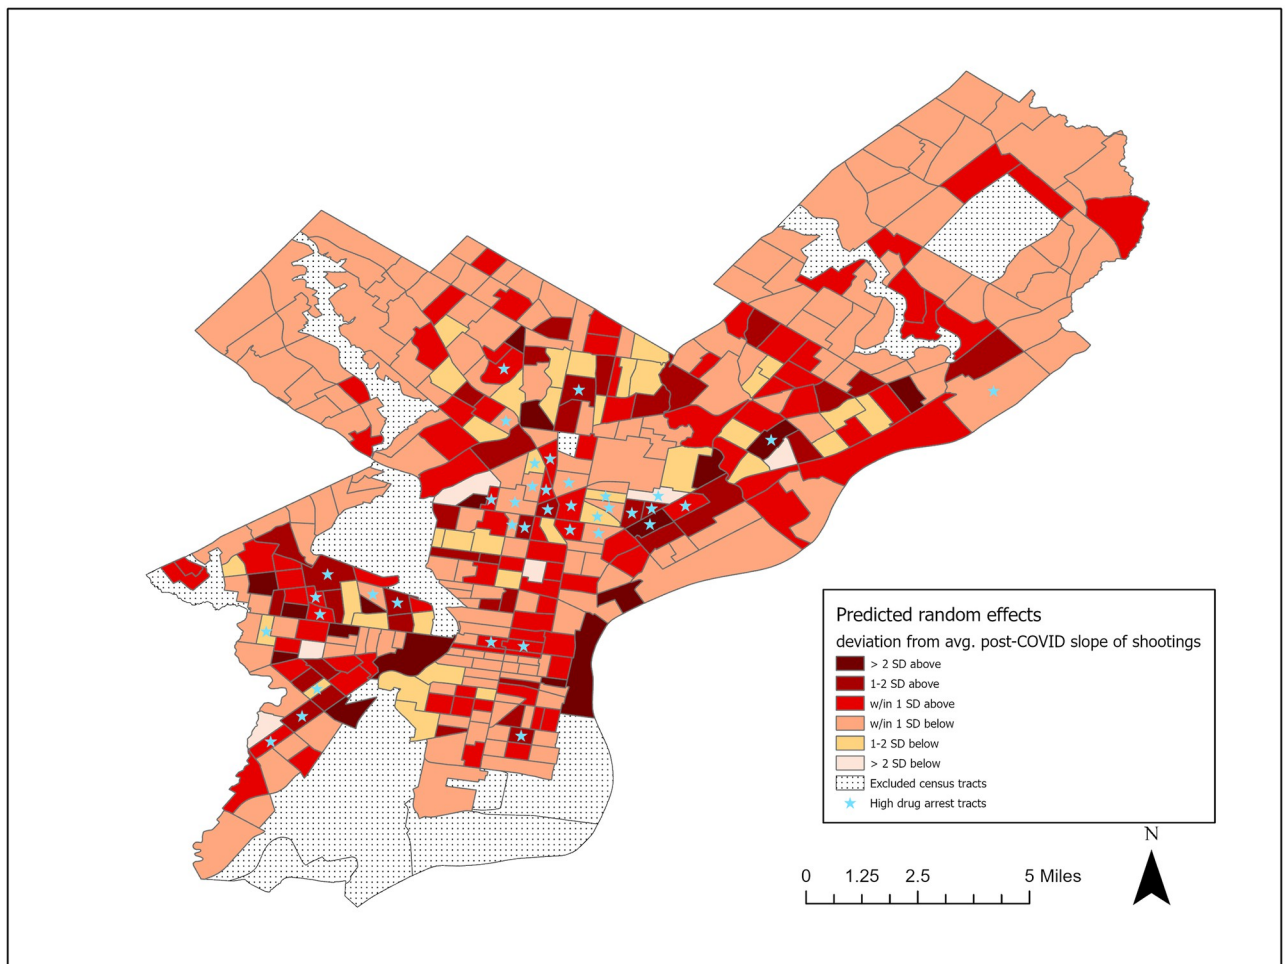 Predicted random effects
deviation from avg. post-COVID slope of shootings
> 2 SD above
1-2 SD above
w/in 1 SD above
w/in 1 SD below
1-2 SD below
> 2 SD below
Excluded census tracts
High drug arrest tracts
N
0 1.25 2.5 5 Miles